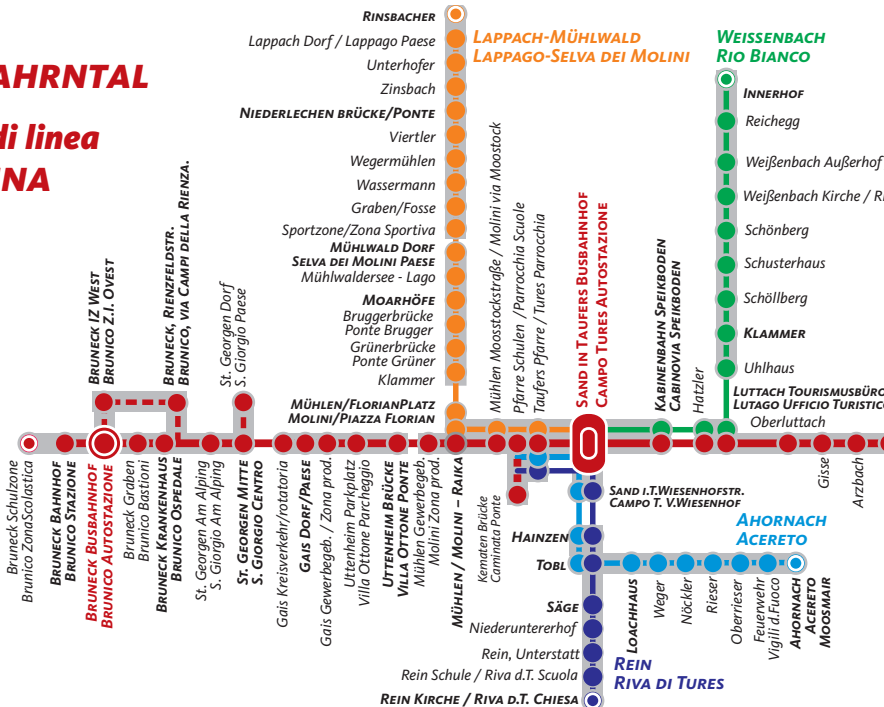 AHRNTAL
di linea
NA
RINSBACHER
Lappach Dorf / Lappago Paese
Unterhofer
Zinsbach
NIEDERLECHEN BRÜCKE/PONTE
Viertler
Wegermühlen
Wassermann
Graben/Fosse
Sportzone/Zona Sportiva
MÜHLWALD DORF
SELVA DEI MOLINI PAESE
Mühlwaldersee - Lago
MOARHÖFE
Bruggerbrücke
Ponte Brugger
Grünerbrücke
Ponte Grüner
Klammer
MÜHLEN/FLORIANPLATZ
MOLINI/PIAZZA FLORIAN
LAPPACH-MÜHLWALD
LAPPAGO-SELVA DEI MOLINI
WEISSENBACH
RIO BIANCO
INNERHOF
Reichegg
Weißenbach Außerhof
Weißenbach Kirche / RI
Schönberg
Schusterhaus
Schöllberg
KLAMMER
Uhlhaus
LUTTACH TOURISMUSBÜRO
LUTAGO UFFICIO TURISTICO
Oberluttach
BRUNECK IZ WEST
BRUNICO Z.I. OVEST
BRUNECK, RIENZFELDSTR.
BRUNICO, VIA CAMPI DELLA RIENZA.
St. Georgen Dorf
S. Giorgio Paese
Mühlen Moosstockstraße / Molini via Moostock
Pfarre Schulen /Parrocchia Scuole
Taufers Pfarre / Tures Parrocchia
SAND IN TAUFERS BUSBAHNHOF
CAMPO TURES AUTOSTAZIONE
KABINENBAHN SPEIKBODEN
CABINOVIA SPEIKBODEN
Hatzler
Bruneck Schulzone
Brunico ZonaScolastica
BRUNECK BAHNHOF
BRUNICO STAZIONE
BRUNECK BUSBAHNHOF
BRUNICO AUTOSTAZIONE
Bruneck Graben
Brunico Bastioni
BRUNECK KRANKENHAUS
BRUNICO OSPEDALE
St. Georgen Am Alping
S. Giorgio Am Alping
ST. GEORGEN MITTE
S. GIORGIO CENTRO
Gais Kreisverkehr/rotatoria
GAIS DORF/PAESE
Gais Gewerbegeb. / Zona prod.
Uttenheim Parkplatz
Villa Ottone Parcheggio
UTTENHEIM BRÜCKE
VILLA OTTONE PONTE
Mühlen Gewerbegeb.
Mollini Zona prod.
MÜHLEN / MOLINI – RAIKA
Kematen Brücke
Caminata Ponte
Gisse
Arzbach
SAND I.T.WIESENHOFSTR.
CAMPO T. V.WIESENHOF
HAINZEN
TOBL
SÄGE
Niederuntererhof
Rein, Unterstatt
Rein Schule / Riva d.T. Scuola
REIN KIRCHE / RIVA D.T. CHIESA
REIN
RIVA DI TURES
AHORNACH
ACERETO
LOACHHAUS
Weger
Nöckler
Rieser
Oberrieser
Feuerwehr
Vigili d.Fuoco
AHORNACH
ACERETO
MOOSMAIR